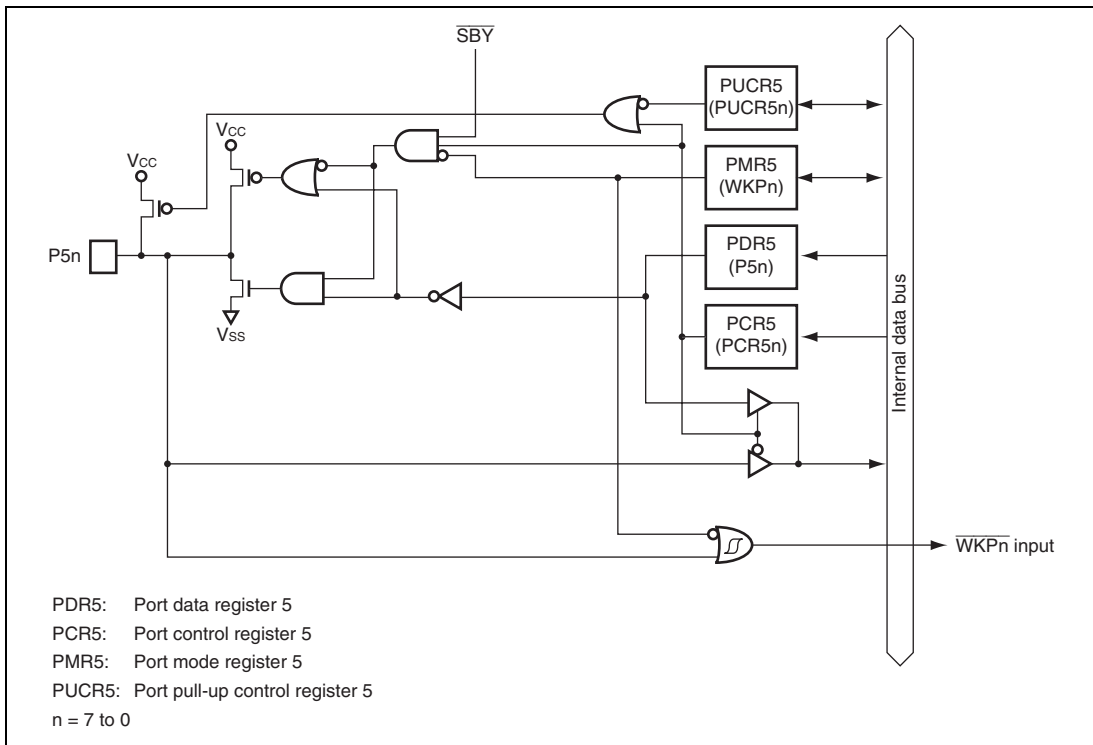 SBY
PUCR5
(PUCR5n)
VCC
VCC
PMR5
(WKPn)
P5n
PDR5
(P5n)
VSS
PCR5
(PCR5n)
Internal data bus
WKPn input
PDR5: Port data register 5
PCR5: Port control register 5
PMR5: Port mode register 5
PUCR5: Port pull-up control register 5
n = 7 to 0